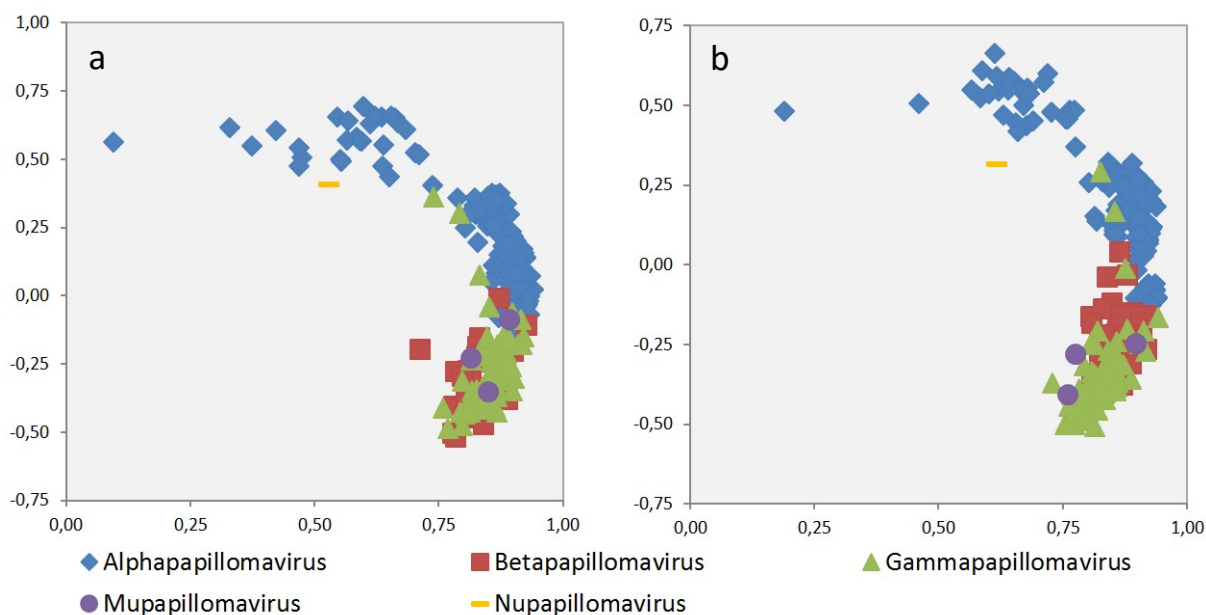 a
1,00
0,75
0,50
0,25
0,00
-0,25
-0,50
-0,75
0,00 0,25 0,50 0,75 1,00
b
0,75
0,50
0,25
0,00
-0,25
-0,50
-0,75
0,00 0,25 0,50 0,75 1,00
Alphapapillomavirus Betapapillomavirus Gammapapillomavirus
Mupapillomavirus Nupapillomavirus